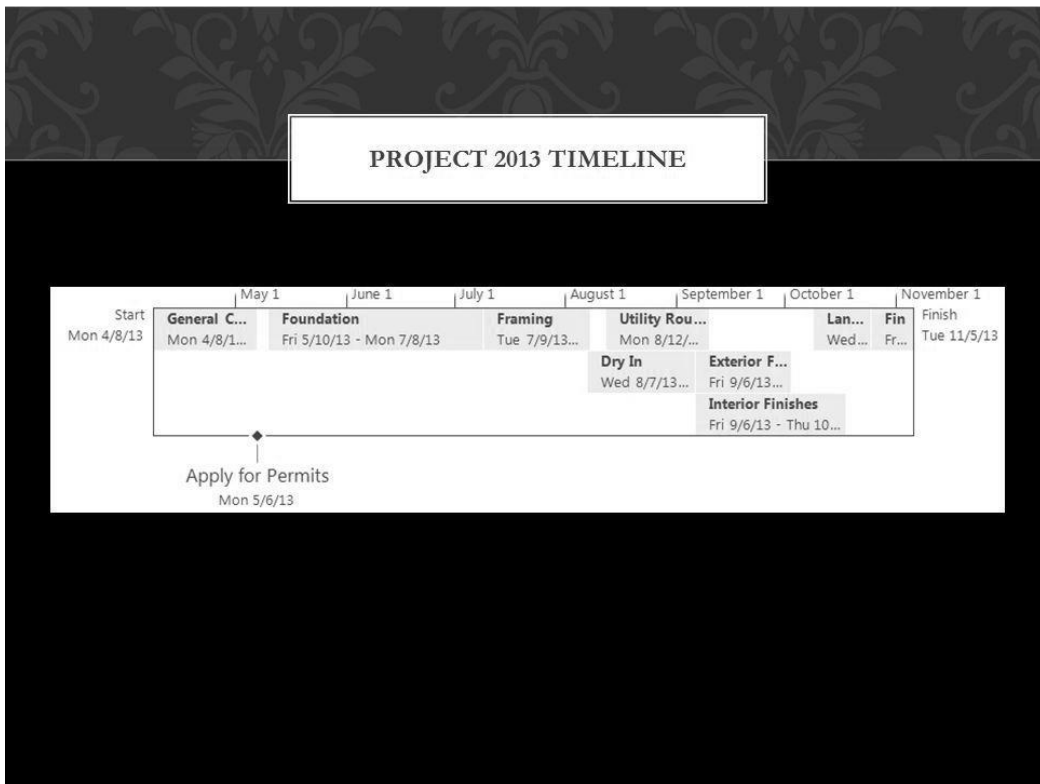 PROJECT 2013 TIMELINE
May 1 June 1 July 1 August 1 September 1 October 1 November 1
Start
Mon 4/8/13
General C...
Mon 4/8/1...
Foundation
Fri 5/10/13 - Mon 7/8/13
Framing
Tue 7/9/13...
Utility Rou...
Mon 8/12/...
Lan...
Wed...
Fin
Fr...
Finish
Tue 11/5/13
Dry In
Wed 8/7/13...
Exterior F...
Fri 9/6/13...
Interior Finishes
Fri 9/6/13 - Thu 10...
Apply for Permits
Mon 5/6/13